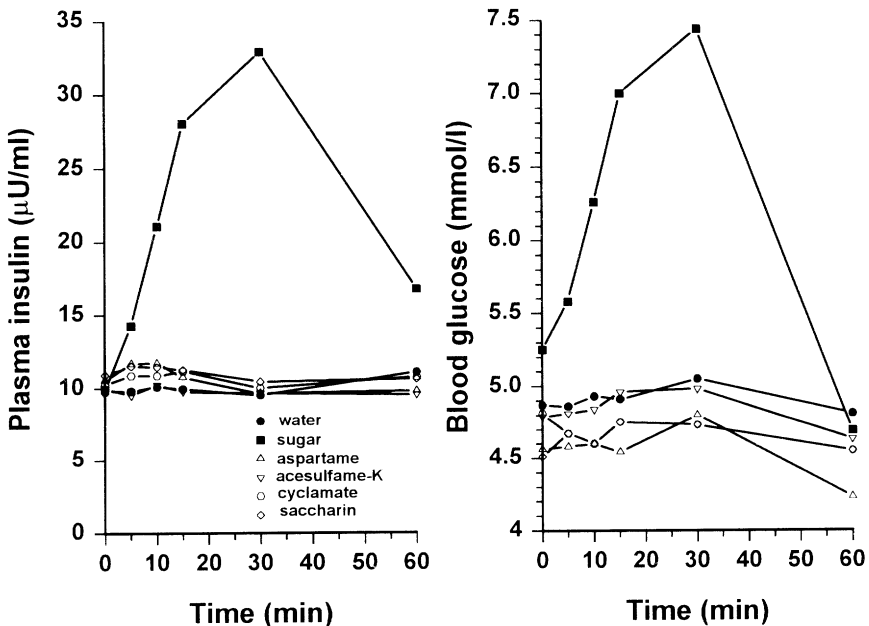 Plasma insulin (μU/ml)
35
30
25
20
15
10
5
0
water
sugar
aspartame
acesulfame-K
cyclamate
saccharin
0 10 20 30 40 50 60
Time (min)
Blood glucose (mmol/l)
7.5
7.0
6.5
6.0
5.5
5.0
4.5
4
0 10 20 30 40 50 60
Time (min)